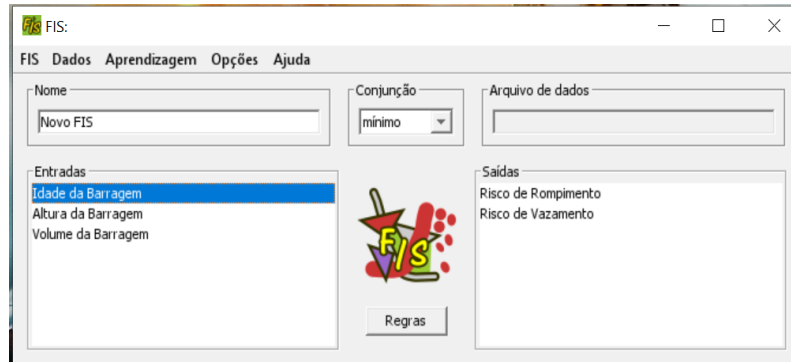 Fis FIS:
FIS Dados Aprendizagem Opções Ajuda
Nome
Novo FIS
Conjunção
mínimo
Arquivo de dados
Entradas
Idade da Barragem
Altura da Barragem
Volume da Barragem
FIS
Regras
Saídas
Risco de Rompimento
Risco de Vazamento